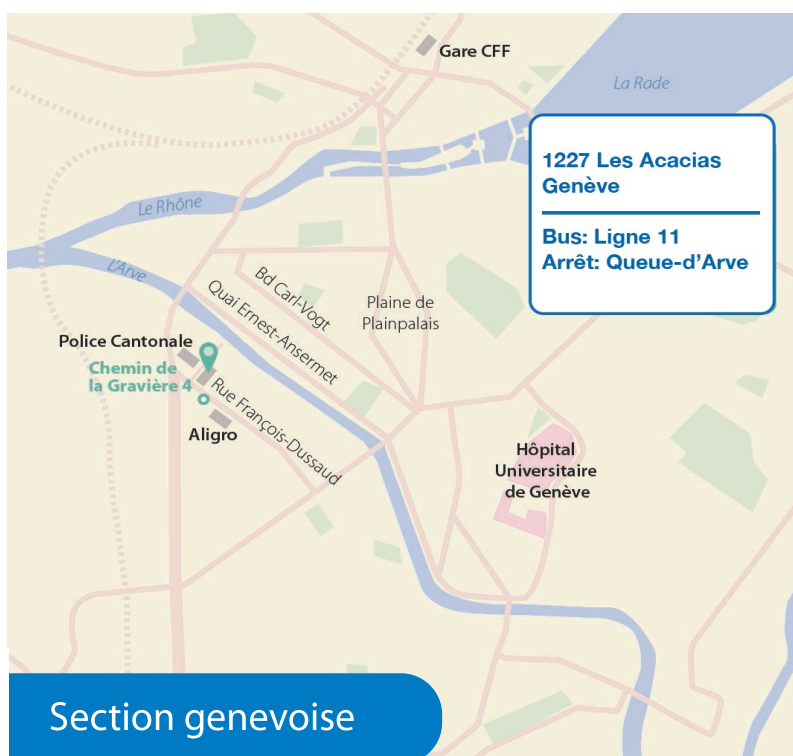 Gare CFF
La Rade
1227 Les Acacias
Genève
Bus: Ligne 11
Arrêt: Queue-d'Arve
Le Rhône
L'Arve
Bd Carl-Vogt
Quai Ernest-Ansermet
Plaine de
Plainpalais
Police Cantonale
Chemin de
la Gravière 4
Rue François-Dussaud
Aligro
Hôpital
Universitaire
de Genève
Section genevoise